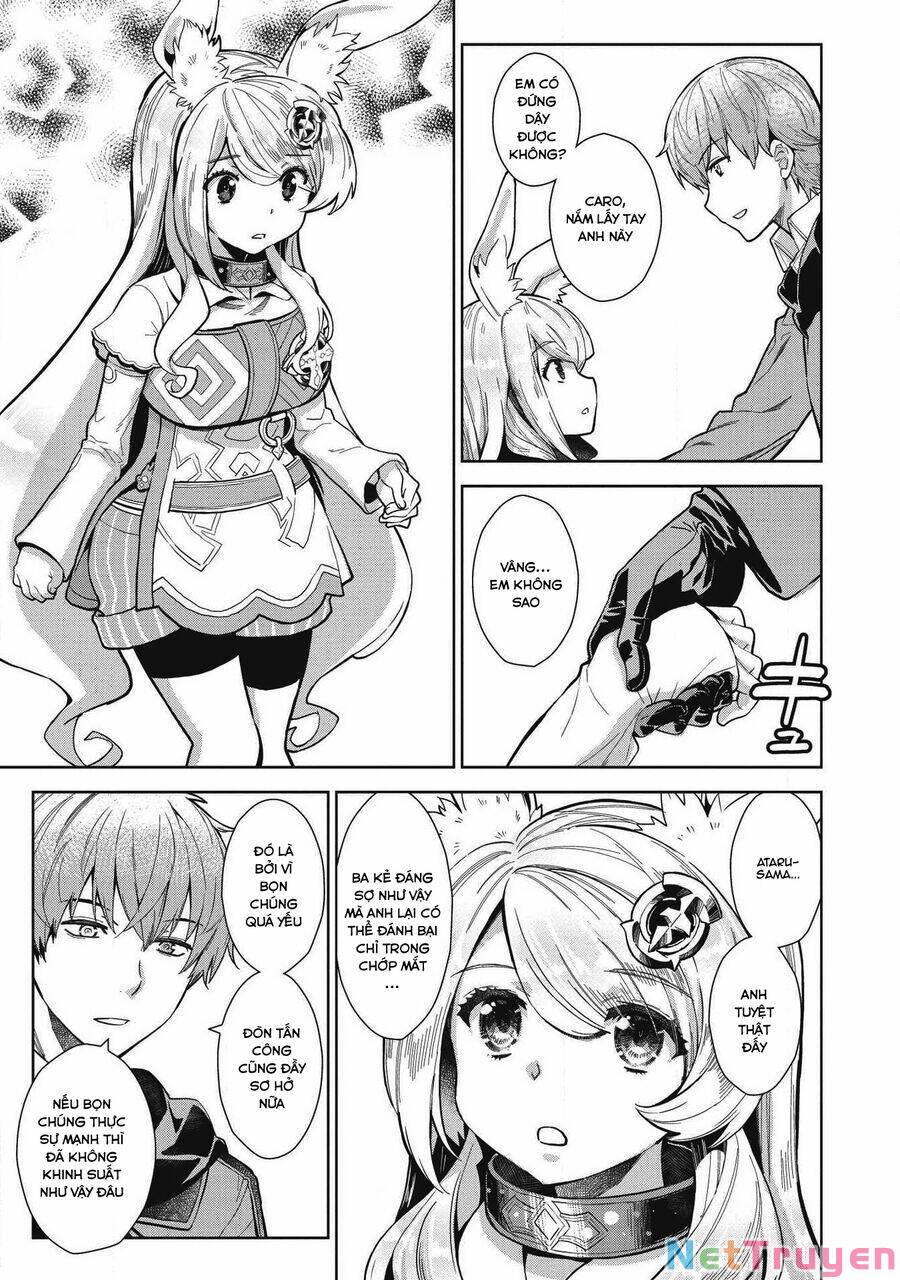 EM CÓ
ĐỨNG
DẬY
ĐƯỢC
KHÔNG?
CARO,
NẮM LẤY TAY
ANH NÀY
VÂNG...
EM KHÔNG
SAO
キュ
ATARU-
SAMA...
ANH
TUYỆT
THẬT
ĐẤY
BA KẺ ĐÁNG
SỢ NHƯ VẬY
MÀ ANH LẠI CÓ
THỂ ĐÁNH BẠI
CHỈ TRONG
CHỚP MẮT
...
ĐÓ LÀ
BỞI VÌ
BỌN
CHÚNG
QUÁ YẾU
ĐÒN TẤN
CÔNG
CŨNG ĐẦY
SƠ HỞ
NỮA
NẾU BỌN
CHÚNG THỰC
SỰ MẠNH THÌ
ĐÃ KHÔNG
KHINH SUẤT
NHƯ VẬY ĐÂU
NetTruyen